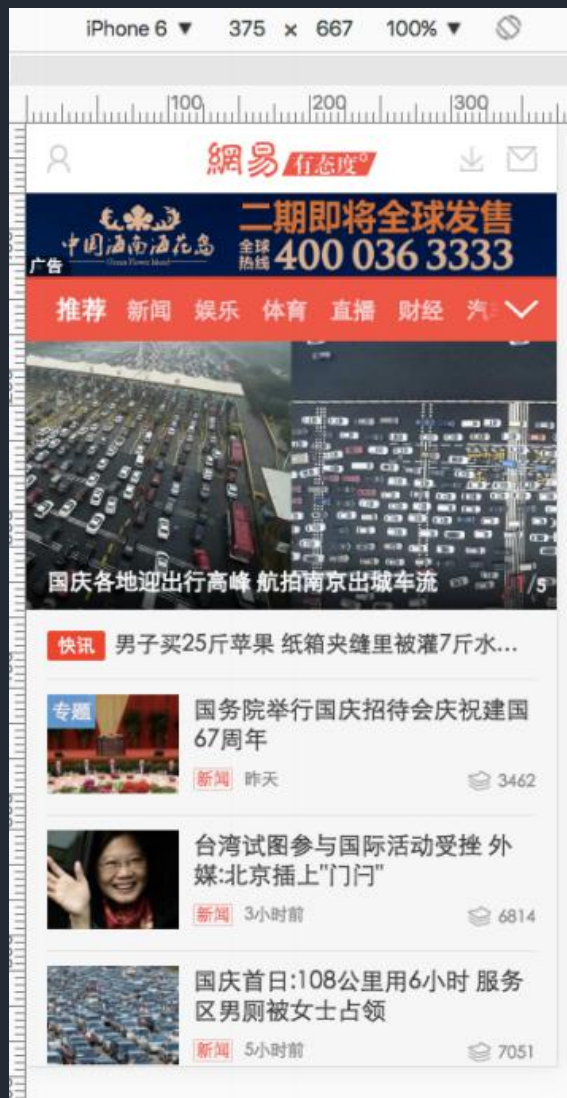 iPhone 6 ▼ 375 × 667 100% ▼
100 200 300
網易 有态度°
中国海南海花岛
Ocean Flower Island
二期即将全球发售
全球热线 400 036 3333
广告
推荐 新闻 娱乐 体育 直播 财经 汽
国庆各地迎出行高峰 航拍南京出城车流 1/5
快讯 男子买25斤苹果 纸箱夹缝里被灌7斤水...
专题
国务院举行国庆招待会庆祝建国
67周年
新闻 昨天 3462
台湾试图参与国际活动受挫 外
媒:北京插上"门闩"
新闻 3小时前 6814
国庆首日:108公里用6小时 服务
区男厕被女士占领
新闻 5小时前 7051